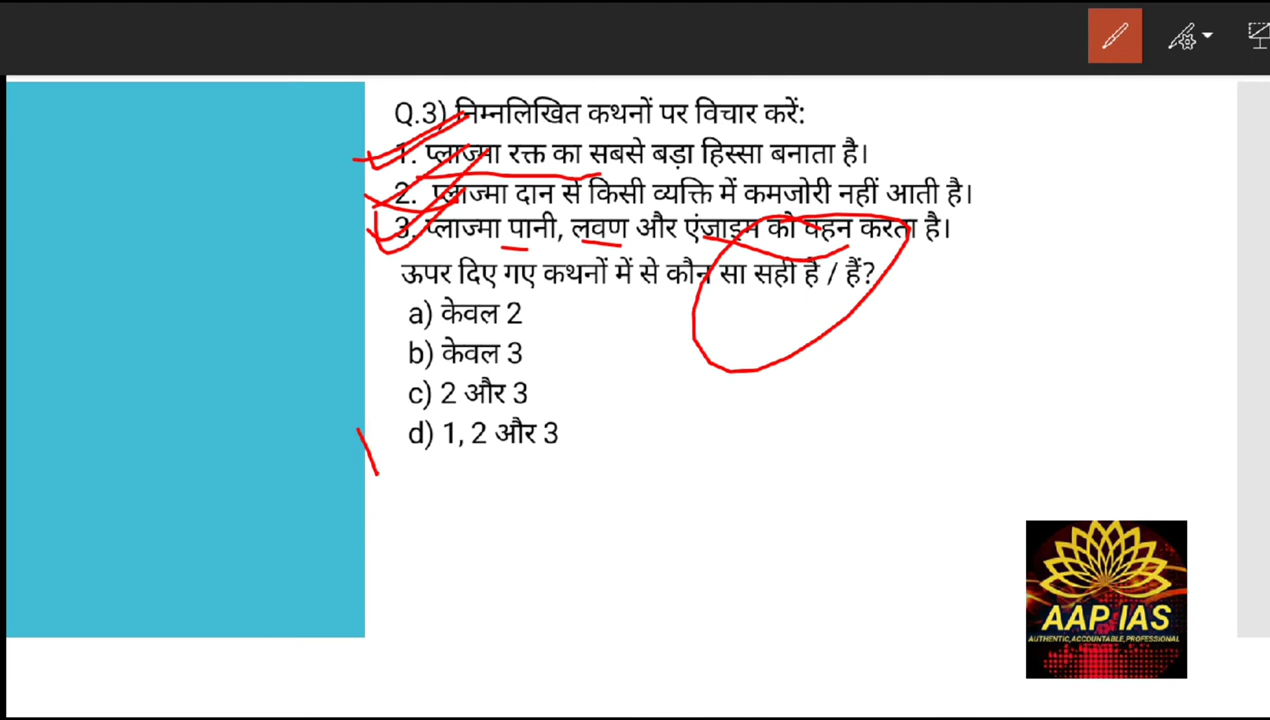 Q.3) निम्नलिखित कथनों पर विचार करें:
1. प्लाज्मा रक्त का सबसे बड़ा हिस्सा बनाता है।
2. प्लाज्मा दान से किसी व्यक्ति में कमजोरी नहीं आती है।
3. प्लाज्मा पानी, लवण और एंजाइम को वहन करता है।
ऊपर दिए गए कथनों में से कौन सा सही है / हैं?
a) केवल 2
b) केवल 3
c) 2 और 3
d) 1, 2 और 3
AAP IAS
AUTHENTIC,ACCOUNTABLE,PROFESSIONAL